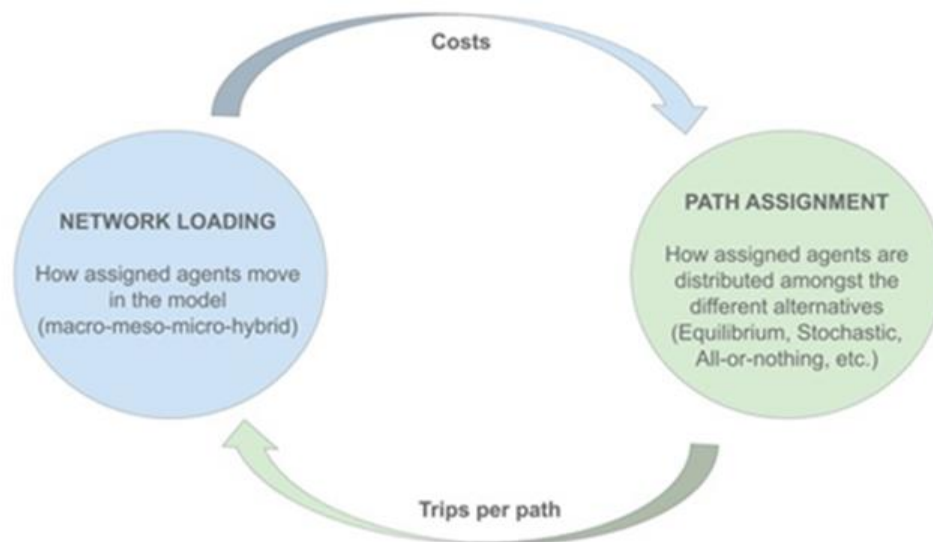 Costs
NETWORK LOADING
How assigned agents move
in the model
(macro-meso-micro-hybrid)
PATH ASSIGNMENT
How assigned agents are
distributed amongst the
different alternatives
(Equilibrium, Stochastic,
All-or-nothing, etc.)
Trips per path